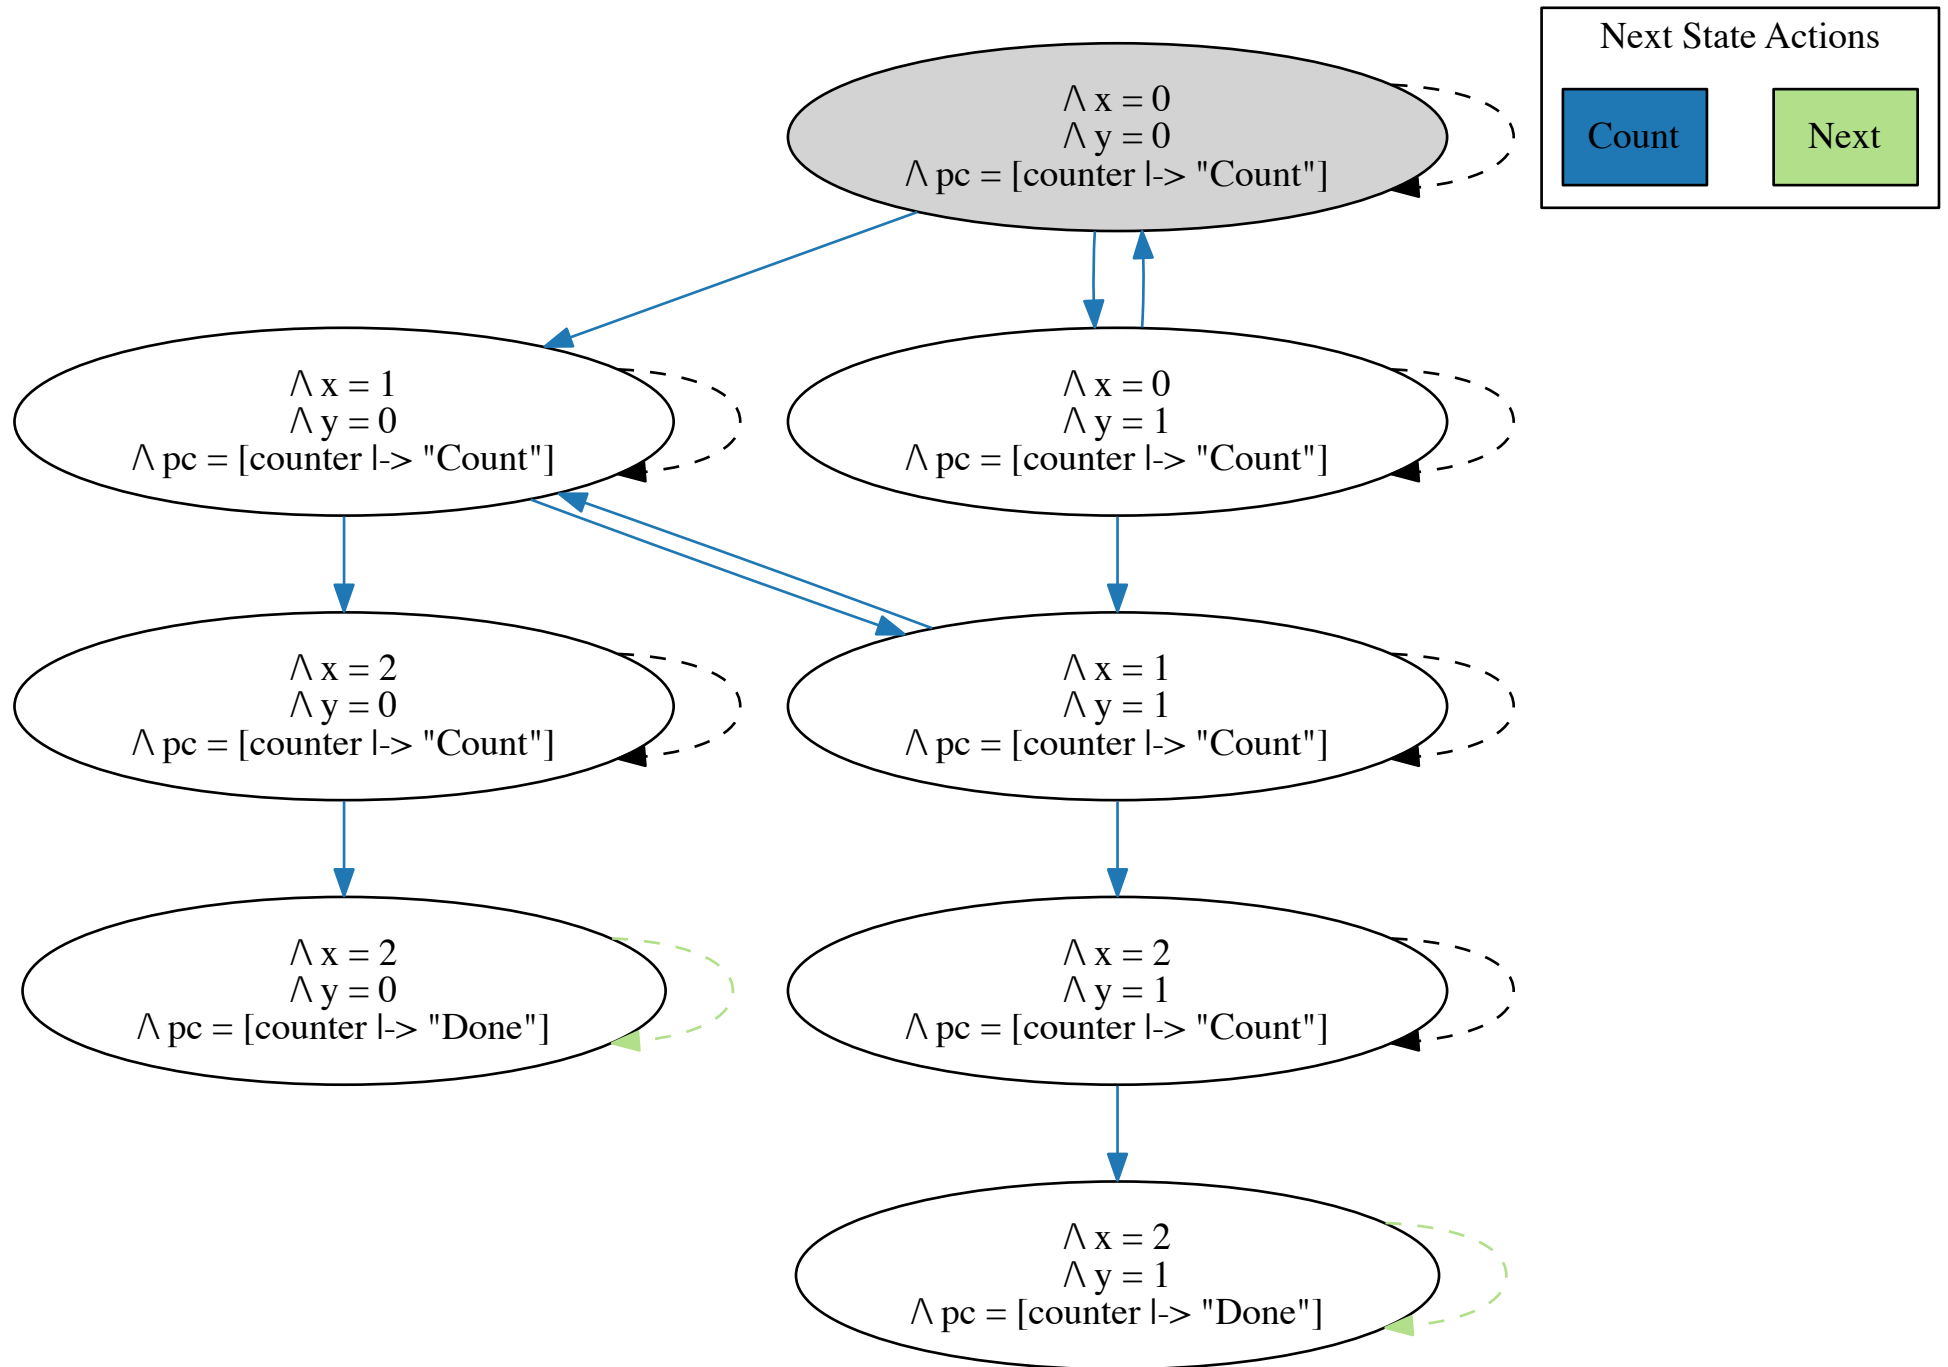 Next State Actions
Count
Next
/\ x = 0
/\ y = 0
/\ pc = [counter |-> "Count"]
/\ x = 1
/\ y = 0
/\ pc = [counter |-> "Count"]
/\ x = 0
/\ y = 1
/\ pc = [counter |-> "Count"]
/\ x = 2
/\ y = 0
/\ pc = [counter |-> "Count"]
/\ x = 1
/\ y = 1
/\ pc = [counter |-> "Count"]
/\ x = 2
/\ y = 0
/\ pc = [counter |-> "Done"]
/\ x = 2
/\ y = 1
/\ pc = [counter |-> "Count"]
/\ x = 2
/\ y = 1
/\ pc = [counter |-> "Done"]